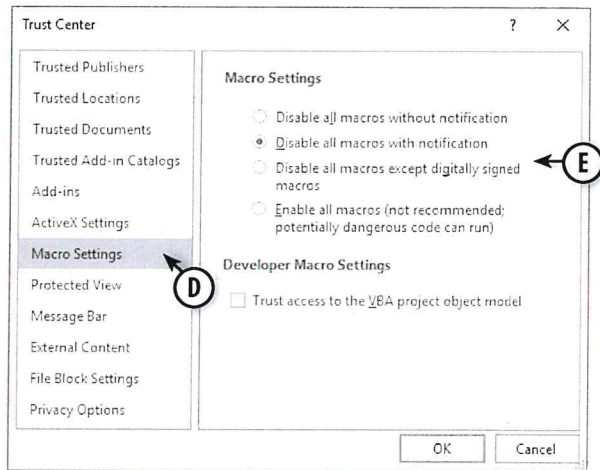 Trust Center ? ×
Trusted Publishers
Trusted Locations
Trusted Documents
Trusted Add-in Catalogs
Add-ins
ActiveX Settings
Macro Settings
Protected View
Message Bar
External Content
File Block Settings
Privacy Options
Macro Settings
Disable all macros without notification
Disable all macros with notification
Disable all macros except digitally signed
macros
Enable all macros (not recommended;
potentially dangerous code can run)
Developer Macro Settings
Trust access to the VBA project object model
D
E
OK Cancel